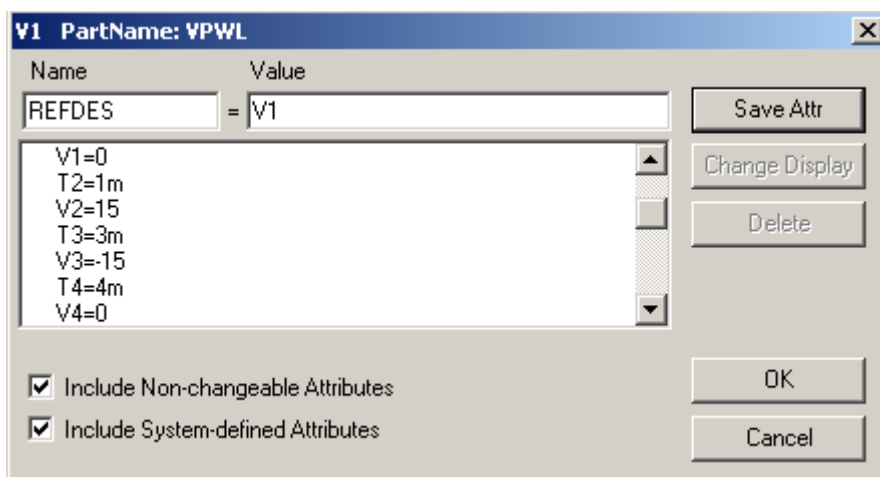 V1 PartName: VPWL
Name Value
REFDES = V1
Save Attr
V1=0
T2=1m
V2=15
T3=3m
V3=-15
T4=4m
V4=0
Change Display
Delete
Include Non-changeable Attributes
Include System-defined Attributes
OK
Cancel